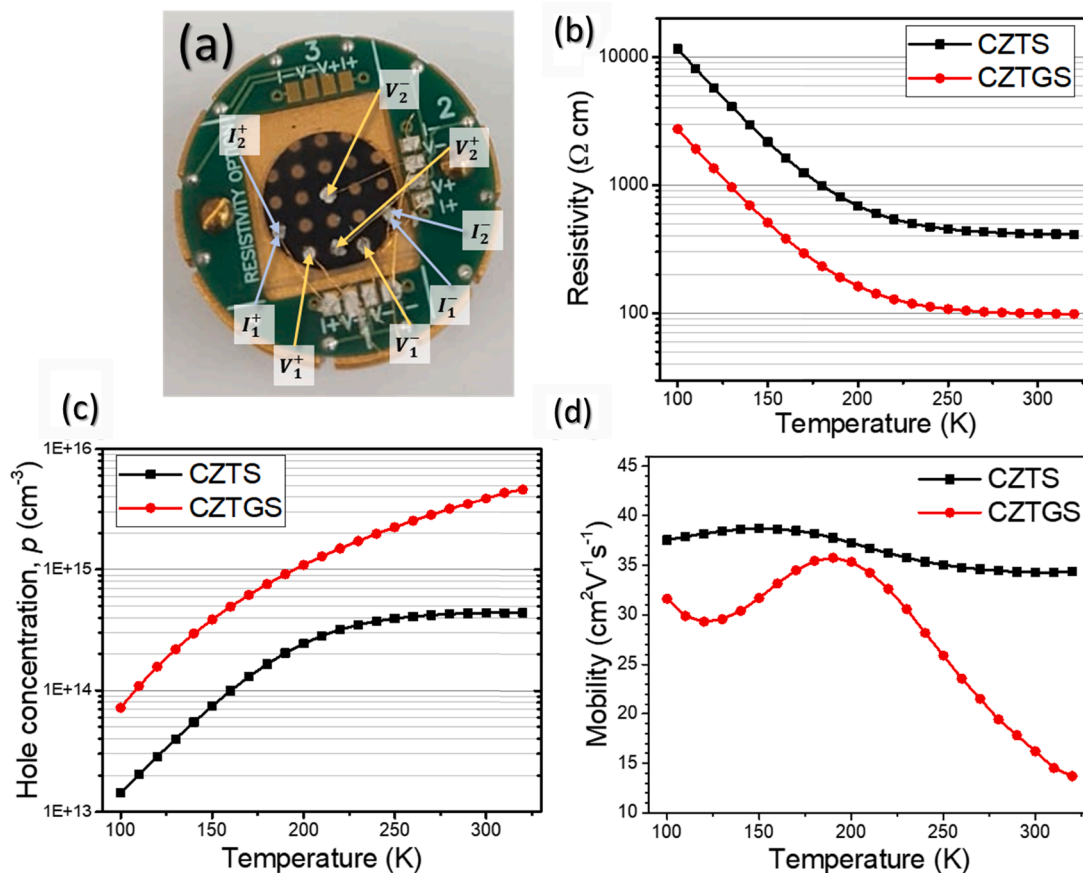 (a)
3
I-V-V+I+
2
V-
V+
I+
RESISTIVITY OPTI
I+V-V-I-
V₂⁻
I₂⁺
V₂⁺
I₂⁻
I₁⁺
I₁⁻
V₁⁺
V₁⁻
(b)
CZTS
CZTGS
10000
1000
100
Resistivity (Ω cm)
100 150 200 250 300
Temperature (K)
(c)
CZTS
CZTGS
1E+16
1E+15
1E+14
1E+13
Hole concentration, p (cm⁻³)
100 150 200 250 300
Temperature (K)
(d)
CZTS
CZTGS
45
40
35
30
25
20
15
10
Mobility (cm²V⁻¹s⁻¹)
100 150 200 250 300
Temperature (K)